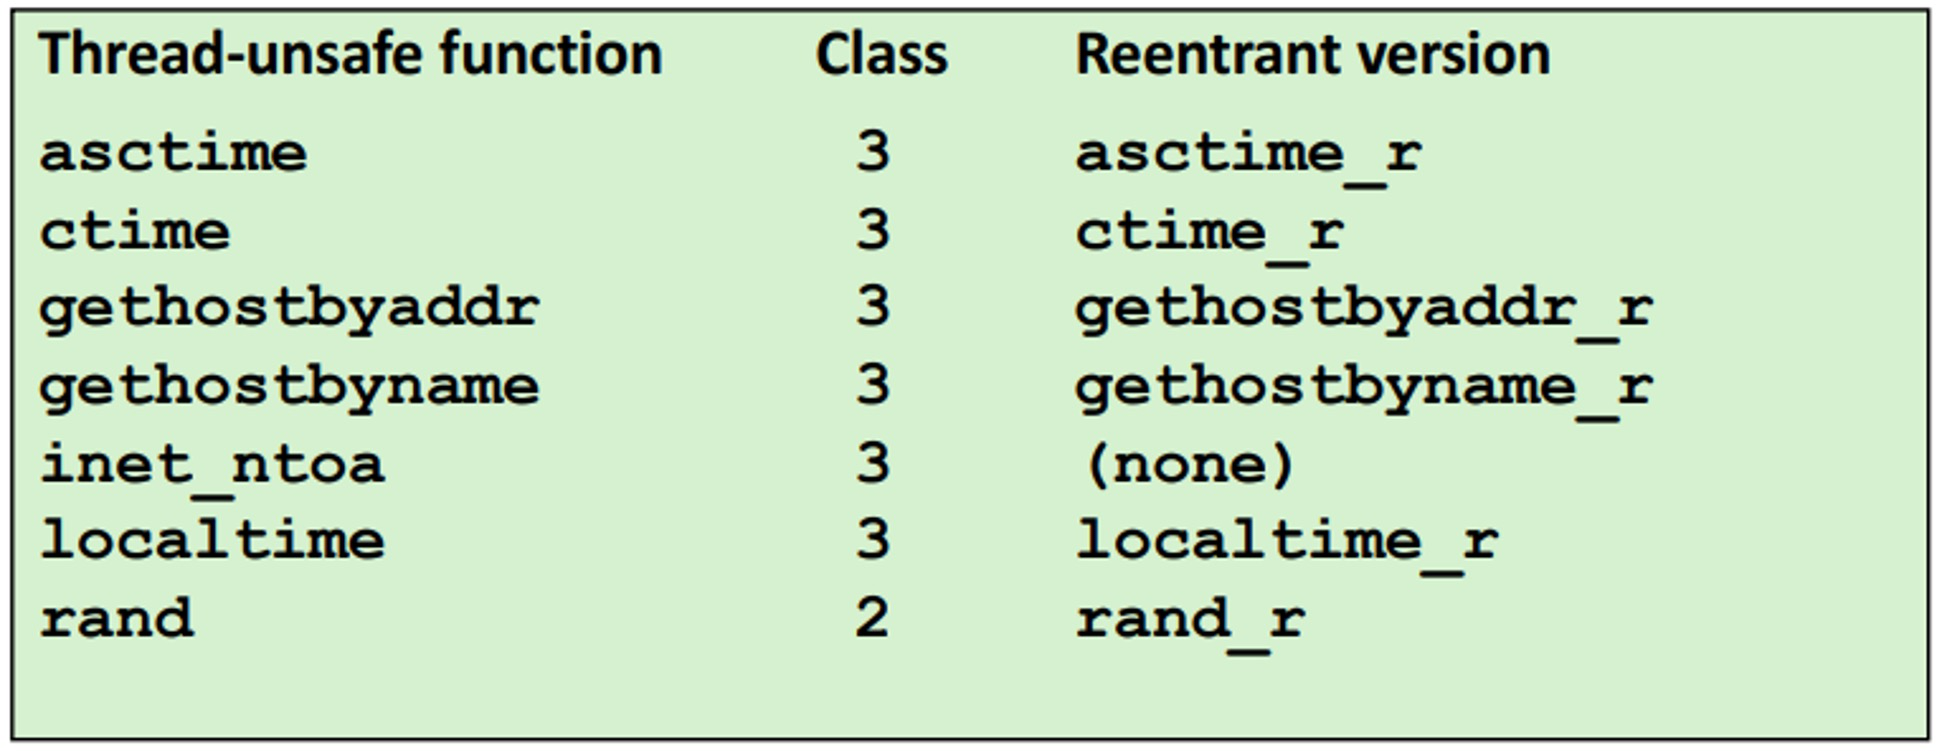 Thread-unsafe function Class Reentrant version
asctime 3 asctime_r
ctime 3 ctime_r
gethostbyaddr 3 gethostbyaddr_r
gethostbyname 3 gethostbyname_r
inet_ntoa 3 (none)
localtime 3 localtime_r
rand 2 rand_r